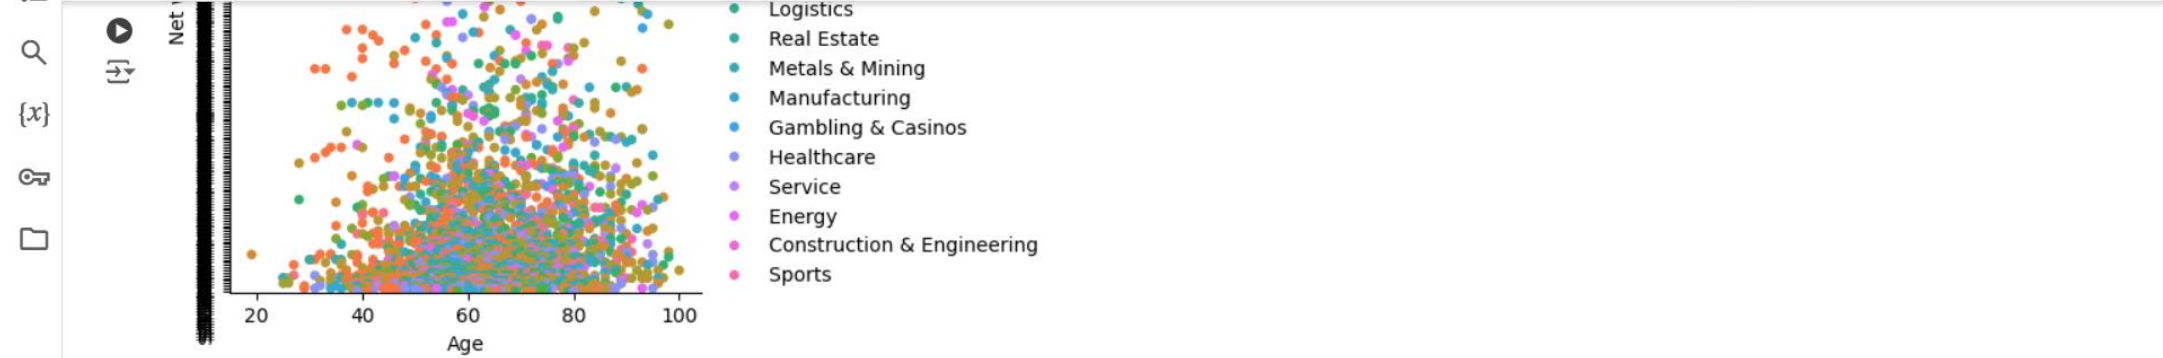 Net
Logistics
Real Estate
Metals & Mining
Manufacturing
Gambling & Casinos
Healthcare
Service
Energy
Construction & Engineering
Sports
{x}
20 40 60 80 100
Age